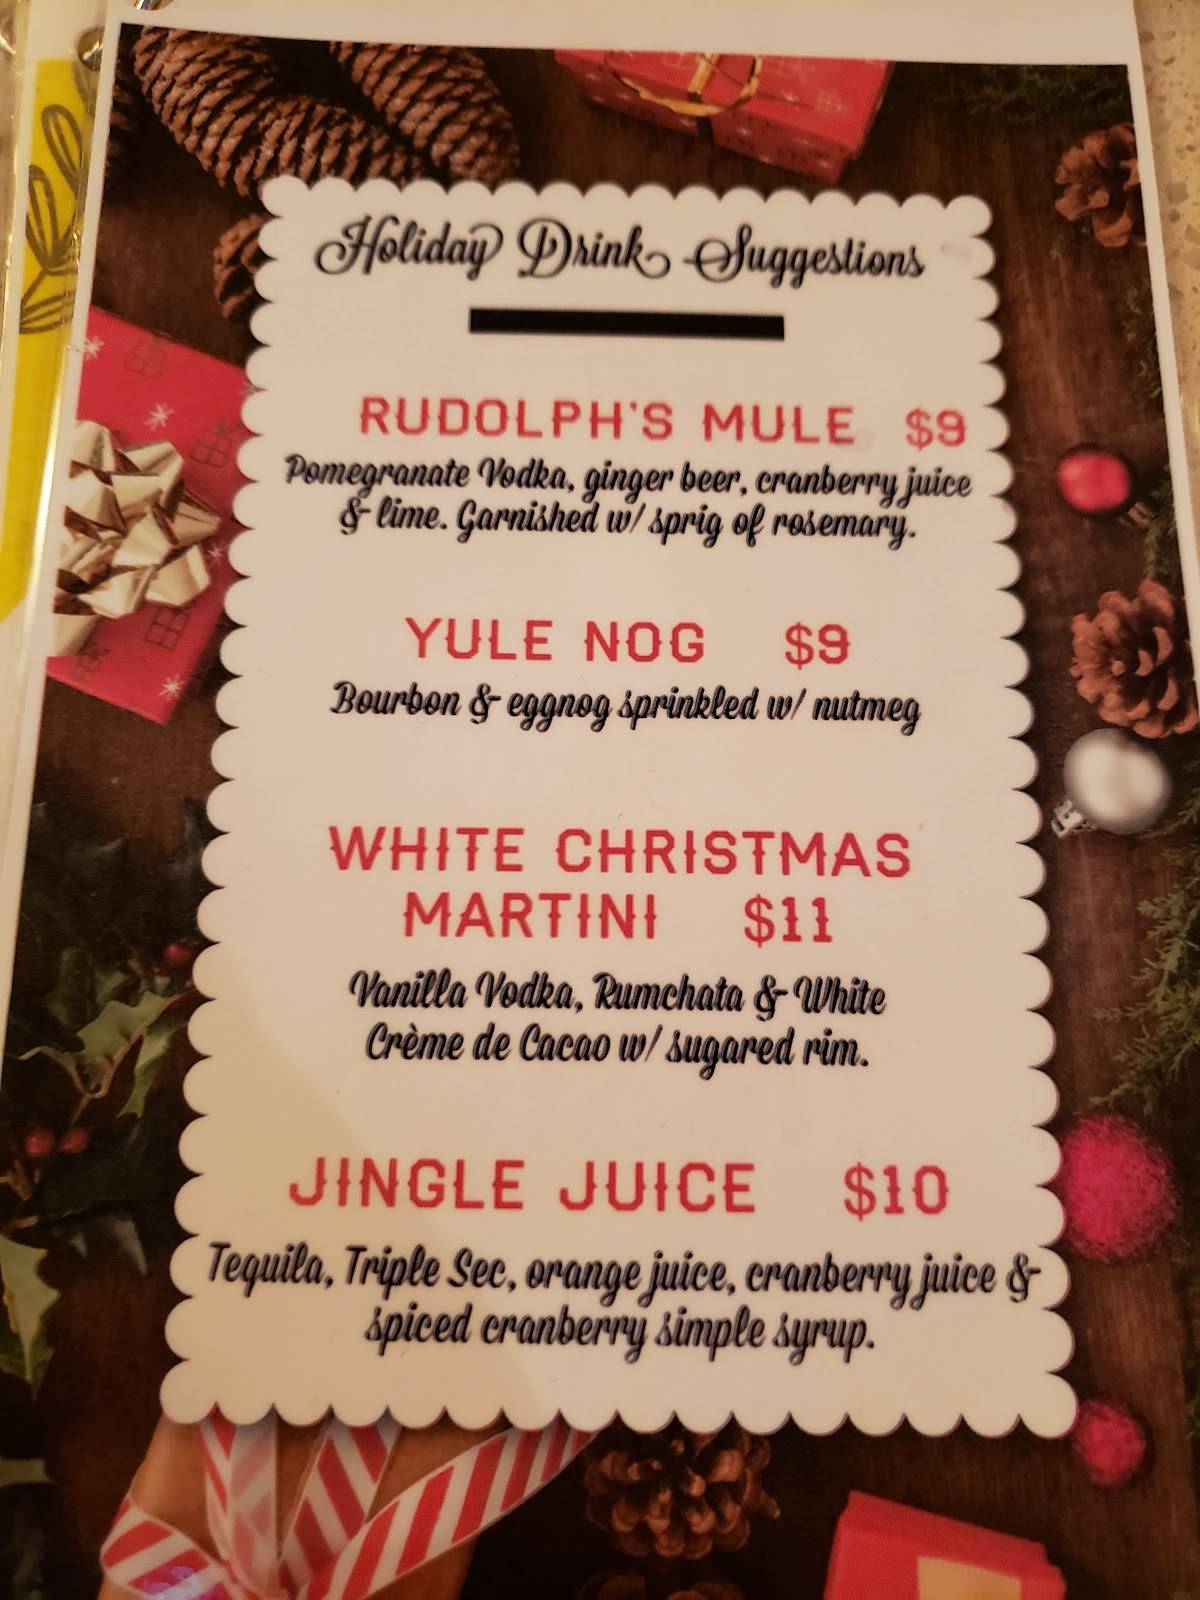 Holiday Drink Suggestions
RUDOLPH'S MULE $9
Pomegranate Vodka, ginger beer, cranberry juice
& lime. Garnished w/ sprig of rosemary.
YULE NOG $9
Bourbon & eggnog sprinkled w/ nutmeg
WHITE CHRISTMAS
MARTINI $11
Vanilla Vodka, Rumchata & White
Crème de Cacao w/ sugared rim.
JINGLE JUICE $10
Tequila, Triple Sec, orange juice, cranberry juice &
spiced cranberry simple syrup.